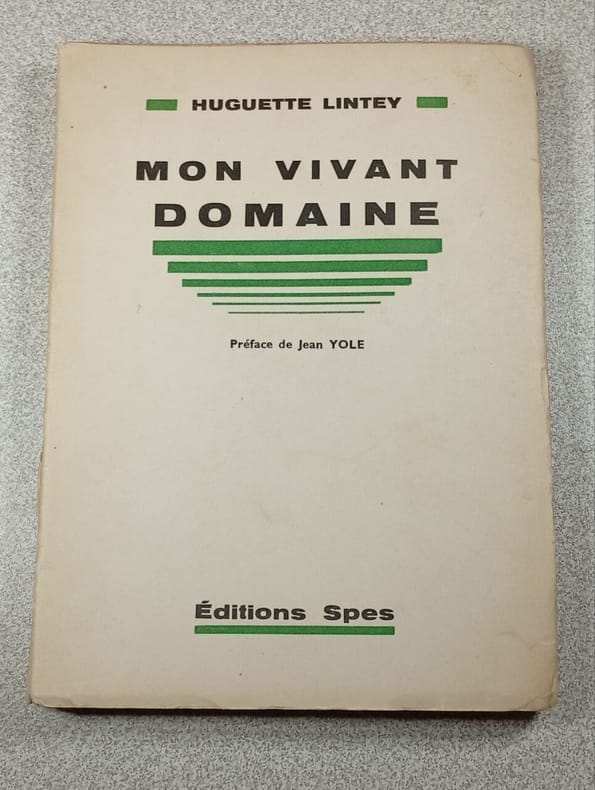 HUGUETTE LINTEY
MON VIVANT
DOMAINE
Préface de Jean YOLE
Éditions Spes